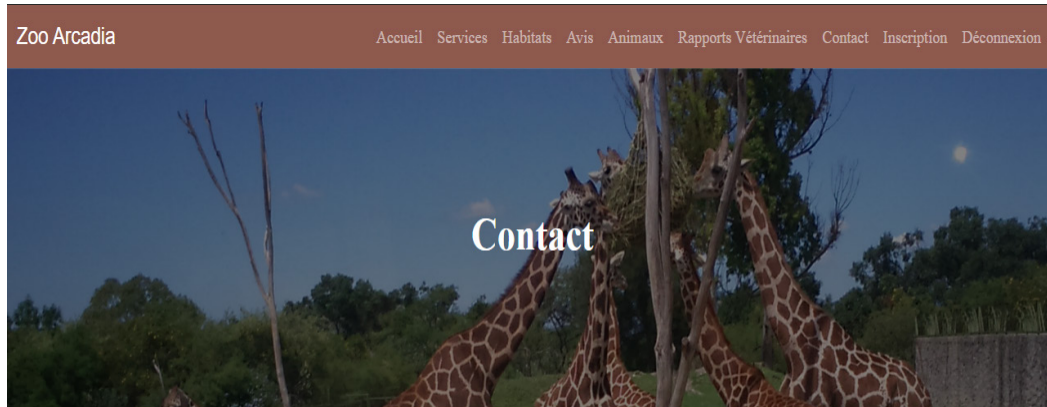 Zoo Arcadia Accueil Services Habitats Avis Animaux Rapports Vétérinaires Contact Inscription Déconnexion
Contact